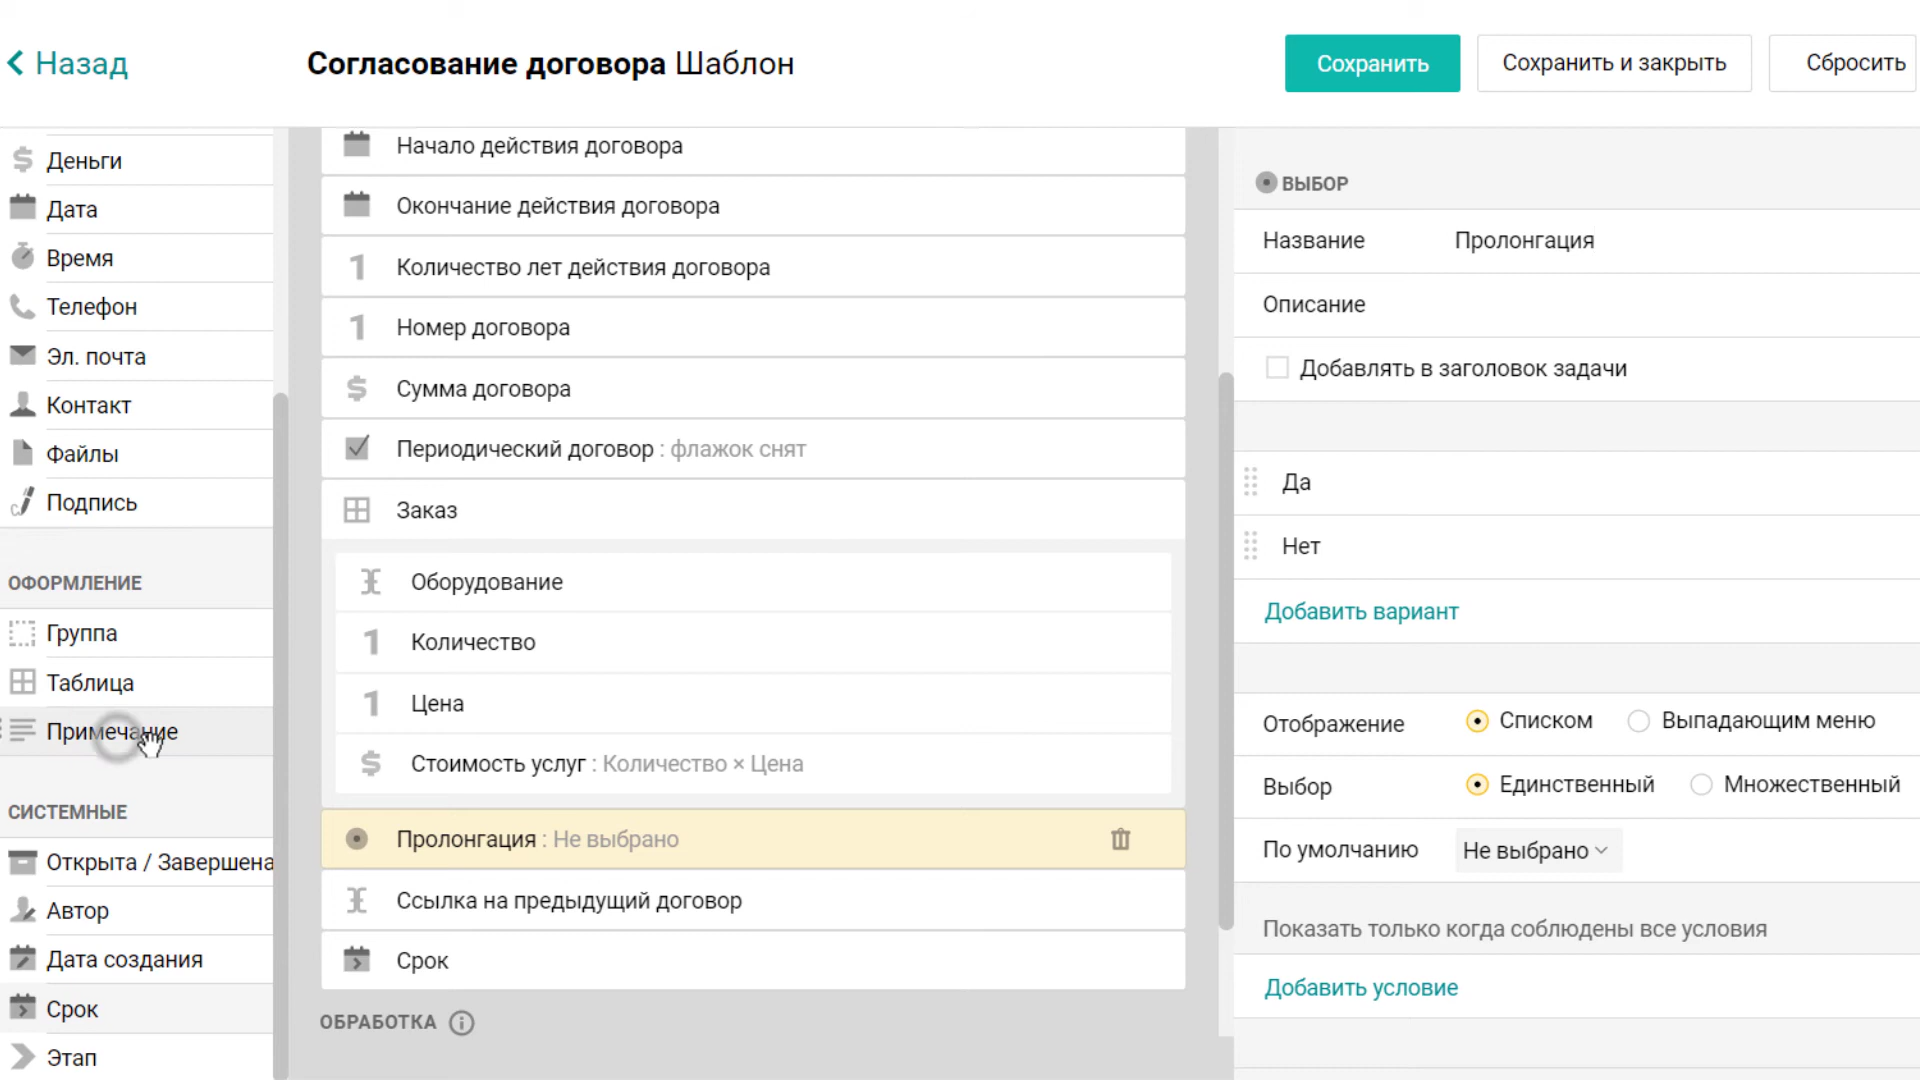 Назад
Согласование договора Шаблон
Сохранить
Сохранить и закрыть
Сбросить
Деньги
Дата
Время
Телефон
Эл. почта
Контакт
Файлы
Подпись
ОФОРМЛЕНИЕ
Группа
Таблица
Примечание
СИСТЕМНЫЕ
Открыта / Завершена
Автор
Дата создания
Срок
Этап
Начало действия договора
Окончание действия договора
1 Количество лет действия договора
1 Номер договора
$ Сумма договора
Периодический договор : флажок снят
Заказ
Оборудование
1 Количество
1 Цена
$ Стоимость услуг : Количество × Цена
Пролонгация : Не выбрано
Ссылка на предыдущий договор
Срок
ОБРАБОТКА
ВЫБОР
Название Пролонгация
Описание
Добавлять в заголовок задачи
Да
Нет
Добавить вариант
Отображение Списком Выпадающим меню
Выбор Единственный Множественный
По умолчанию Не выбрано
Показать только когда соблюдены все условия
Добавить условие